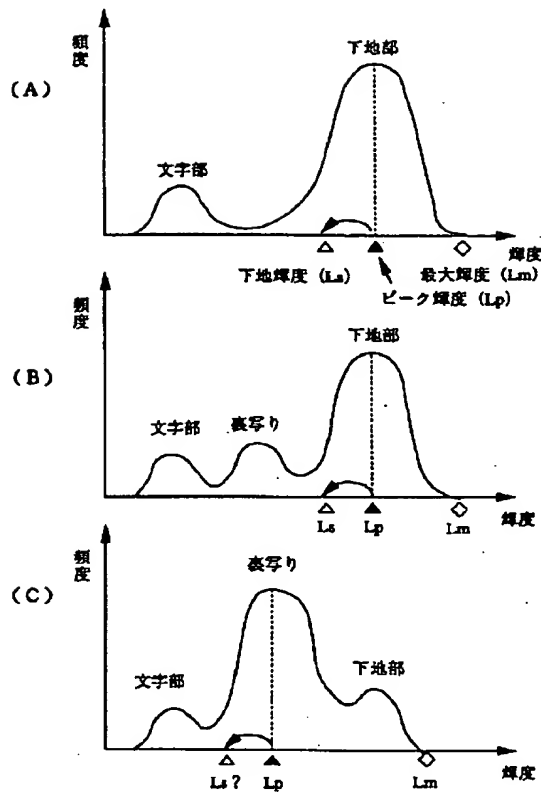 (A)
頻度
下地部
文字部
輝度
下地輝度 (Ls)
最大輝度 (Lm)
ピーク輝度 (Lp)
(B)
頻度
下地部
文字部
裏写り
Ls
Lp
Lm
輝度
(C)
頻度
裏写り
文字部
下地部
輝度
Ls ?
Lp
Lm